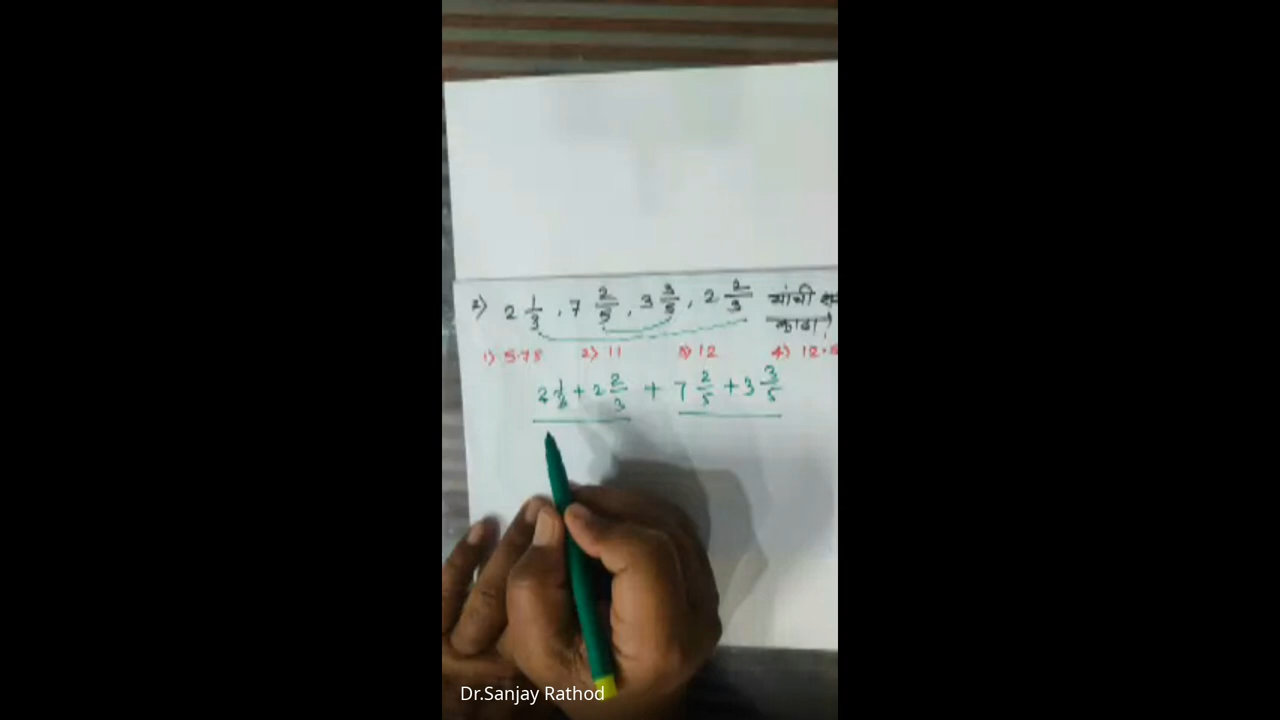 2) 2 1/3 , 7 2/5 , 3 3/5 , 2 2/3 यांची
काढा!
1) 5.75 2) 11 3) 12 4) 12.
2 1/3 + 2 2/3 + 7 2/5 + 3 3/5
Dr.Sanjay Rathod